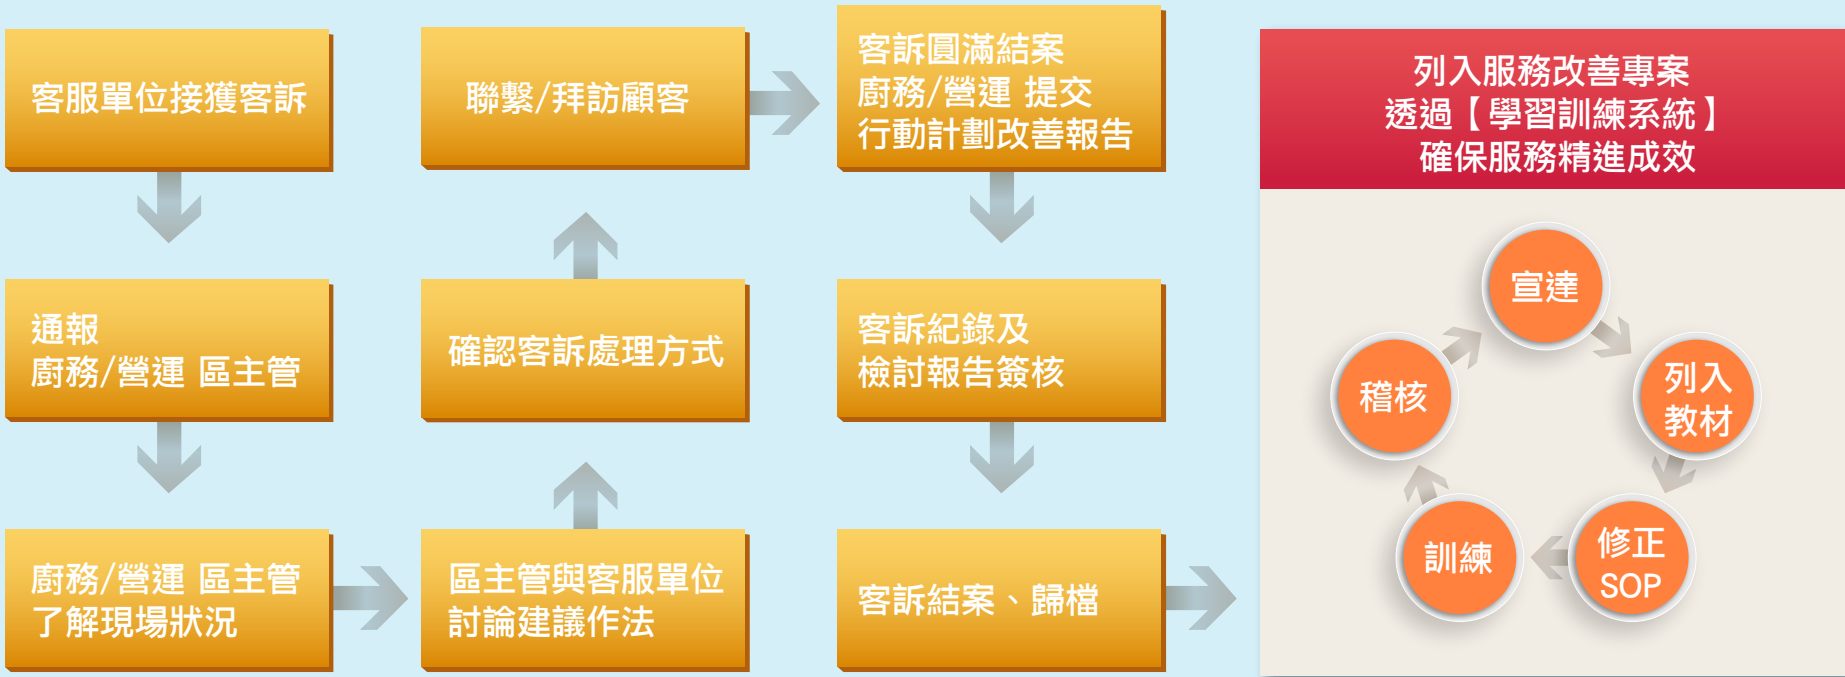 客服單位接獲客訴
通報
廚務/營運 區主管
廚務/營運 區主管
了解現場狀況
區主管與客服單位
討論建議作法
確認客訴處理方式
聯繫/拜訪顧客
客訴圓滿結案
廚務/營運 提交
行動計劃改善報告
客訴紀錄及
檢討報告簽核
客訴結案、歸檔
列入服務改善專案
透過【學習訓練系統】
確保服務精進成效
宣達
列入
教材
修正
SOP
訓練
稽核